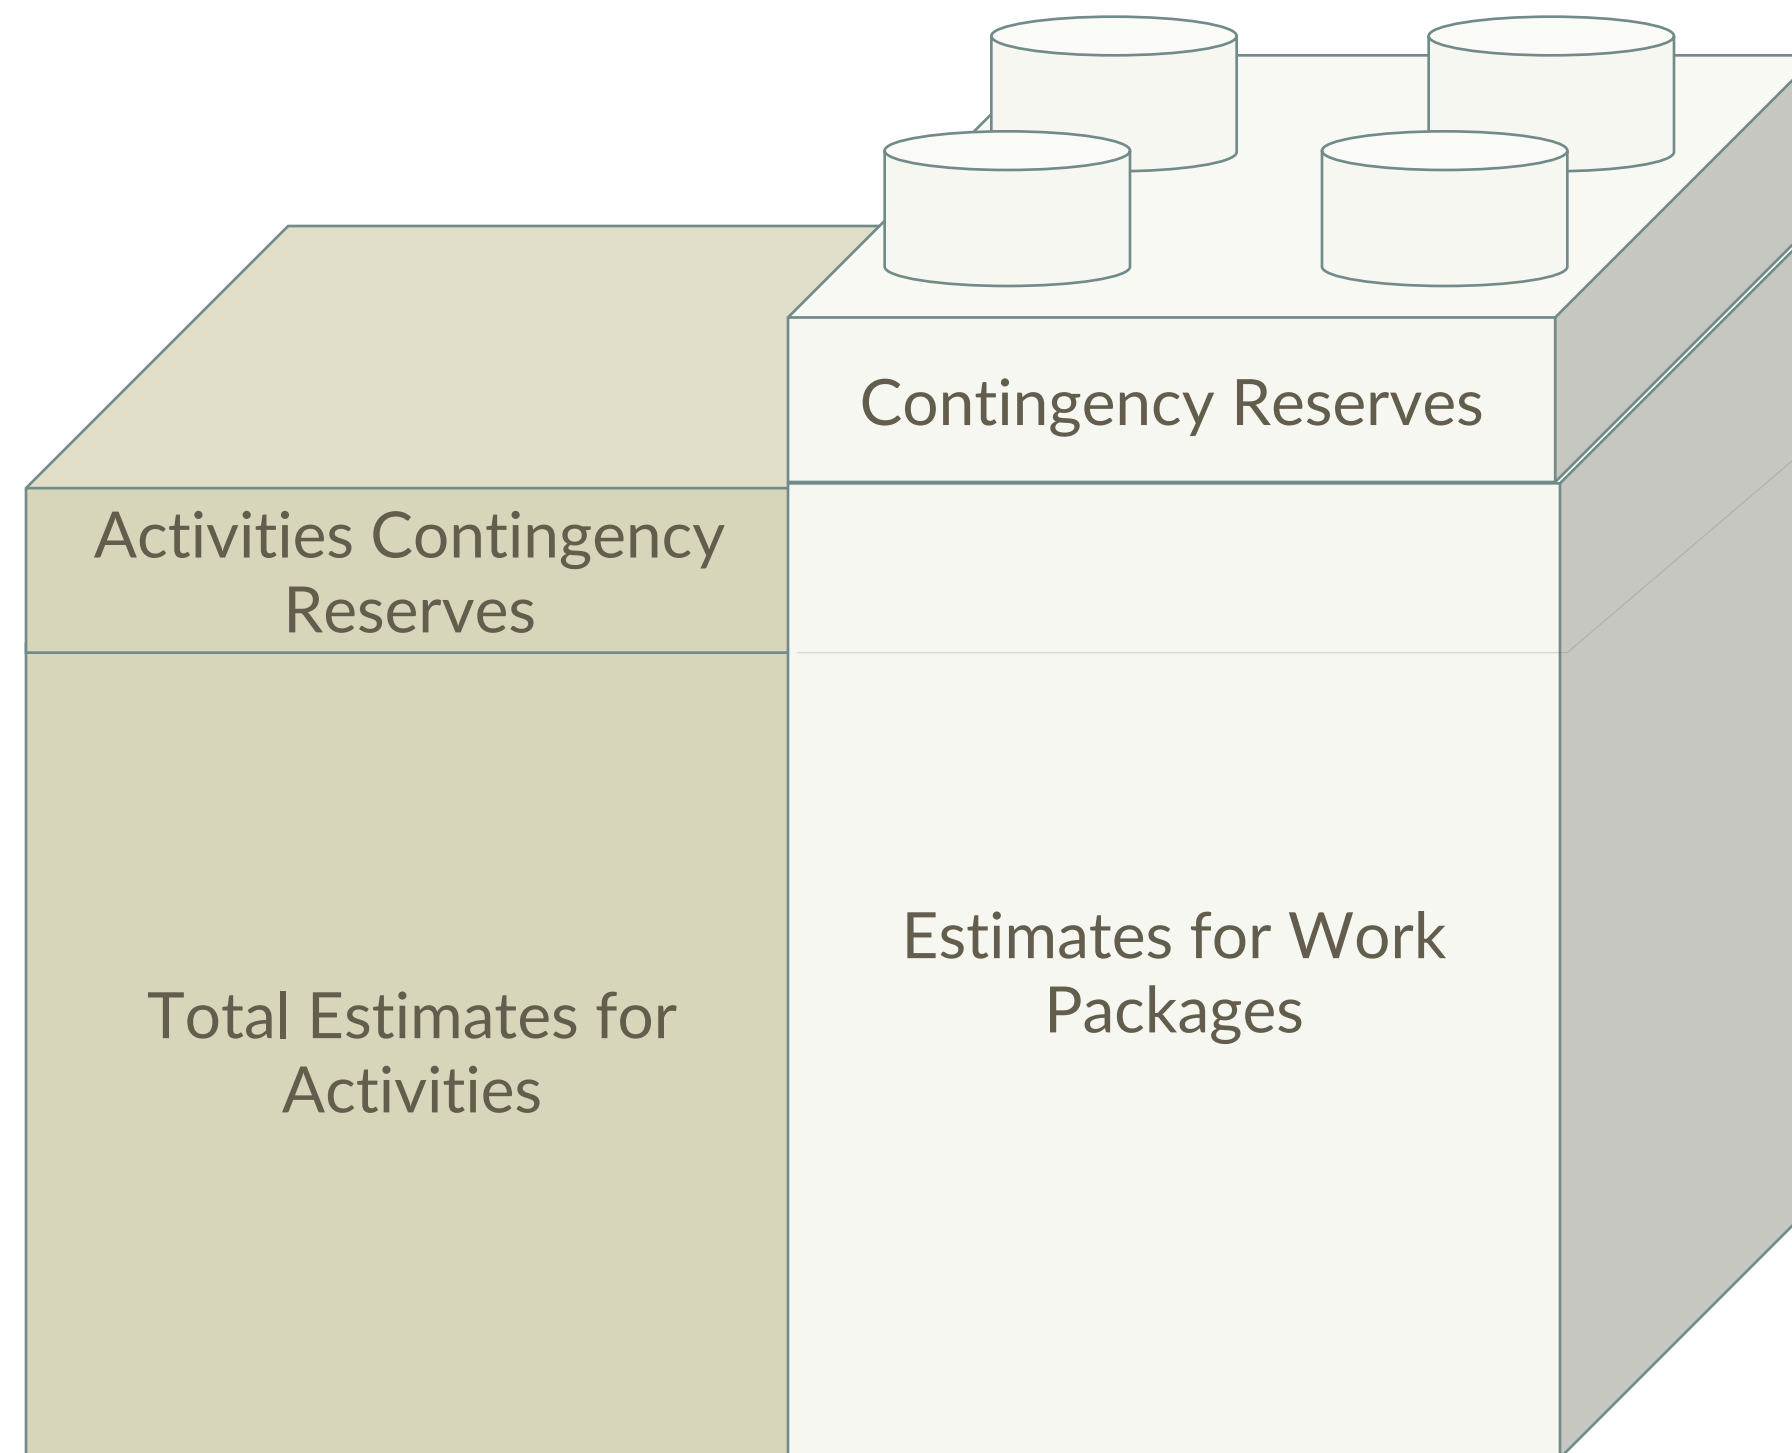 Contingency Reserves
Activities Contingency
Reserves
Estimates for Work
Packages
Total Estimates for
Activities